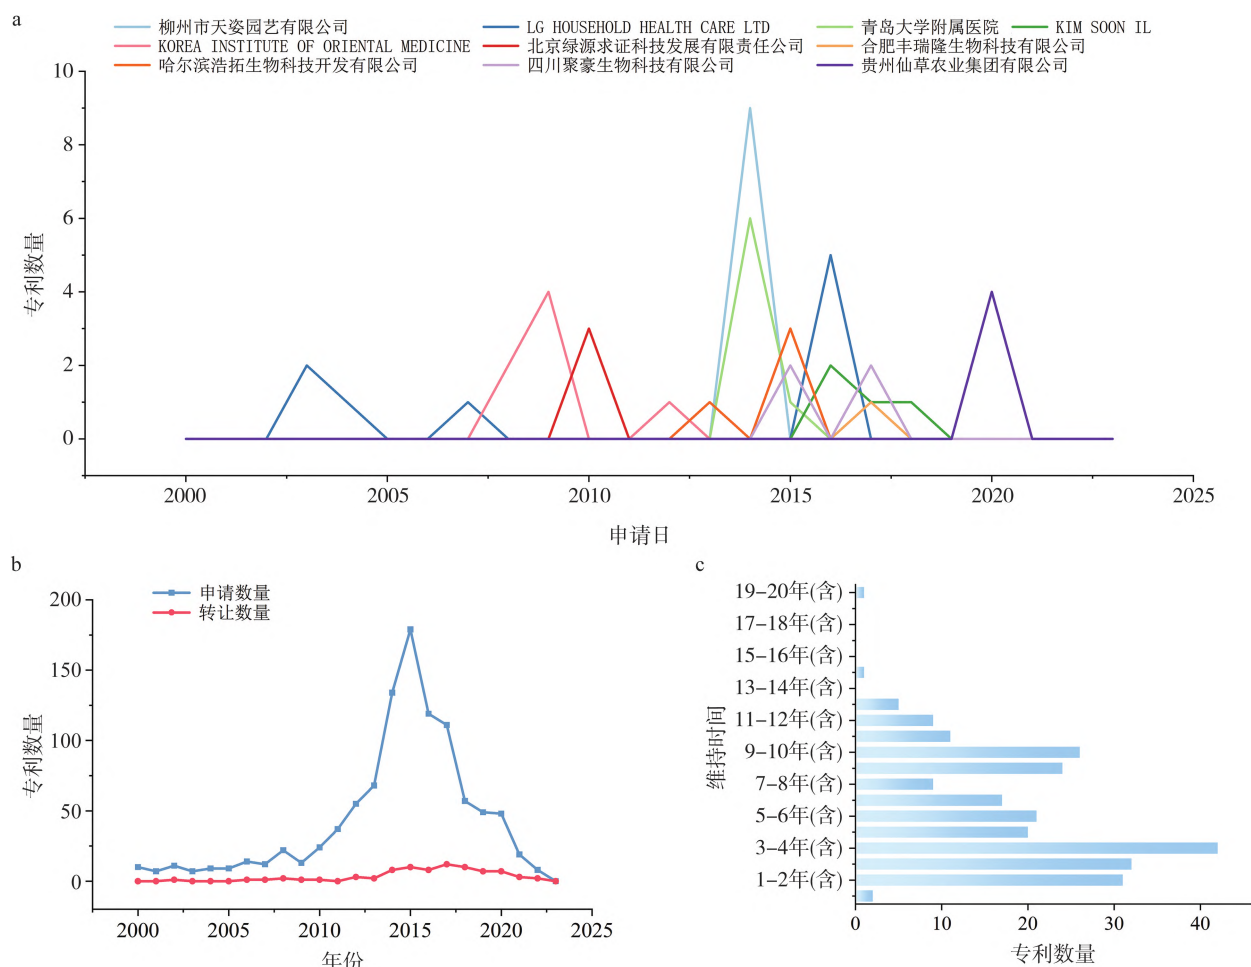 a
柳州市天姿园艺有限公司 LG HOUSEHOLD HEALTH CARE LTD 青岛大学附属医院 KIM SOON IL
KOREA INSTITUTE OF ORIENTAL MEDICINE 北京绿源求证科技发展有限责任公司 合肥丰瑞隆生物科技有限公司
哈尔滨浩拓生物科技开发有限公司 四川聚豪生物科技有限公司 贵州仙草农业集团有限公司
10
8
6
4
2
0
专利数量
2000 2005 2010 2015 2020 2025
申请日
b
申请数量
转让数量
200
150
100
50
0
专利数量
2000 2005 2010 2015 2020 2025
年份
c
19-20年(含)
17-18年(含)
15-16年(含)
13-14年(含)
11-12年(含)
9-10年(含)
7-8年(含)
5-6年(含)
3-4年(含)
1-2年(含)
维持时间
0 10 20 30 40
专利数量